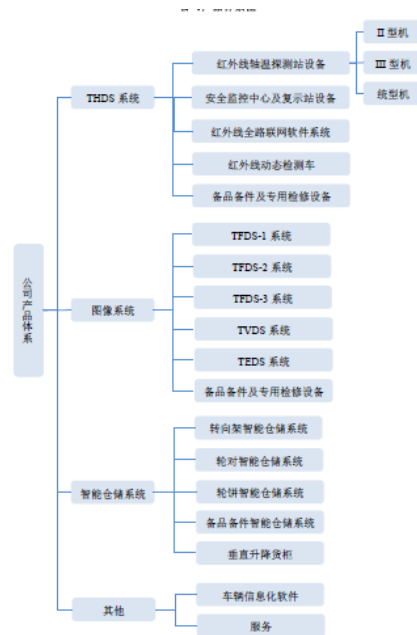 II 型机
红外线轴温探测站设备
III 型机
THDS 系统
安全监控中心及复示站设备
统型机
红外线全路联网软件系统
红外线动态检测车
备品备件及专用检修设备
公司产品体系
TFDS-1 系统
TFDS-2 系统
TFDS-3 系统
图像系统
TVDS 系统
TEDS 系统
备品备件及专用检修设备
转向架智能仓储系统
轮对智能仓储系统
智能仓储系统
轮饼智能仓储系统
备品备件智能仓储系统
垂直升降货柜
车辆信息化软件
其他
服务